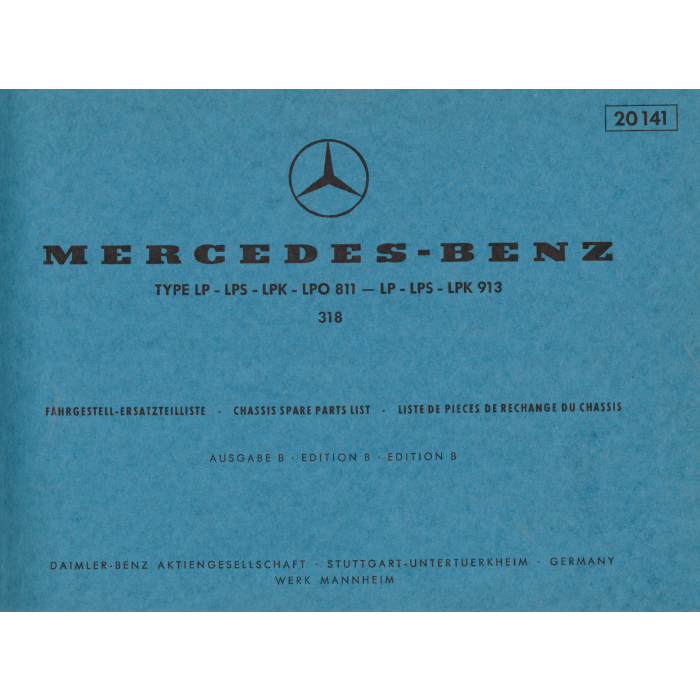 20 141
MERCEDES-BENZ
TYPE LP - LPS - LPK - LPO 811 — LP - LPS - LPK 913
318
FAHRGESTELL-ERSATZTEILLISTE · CHASSIS SPARE PARTS LIST · LISTE DE PIECES DE RECHANGE DU CHASSIS
AUSGABE B · EDITION B · EDITION B
DAIMLER-BENZ AKTIENGESELLSCHAFT · STUTTGART-UNTERTUERKHEIM · GERMANY
WERK MANNHEIM